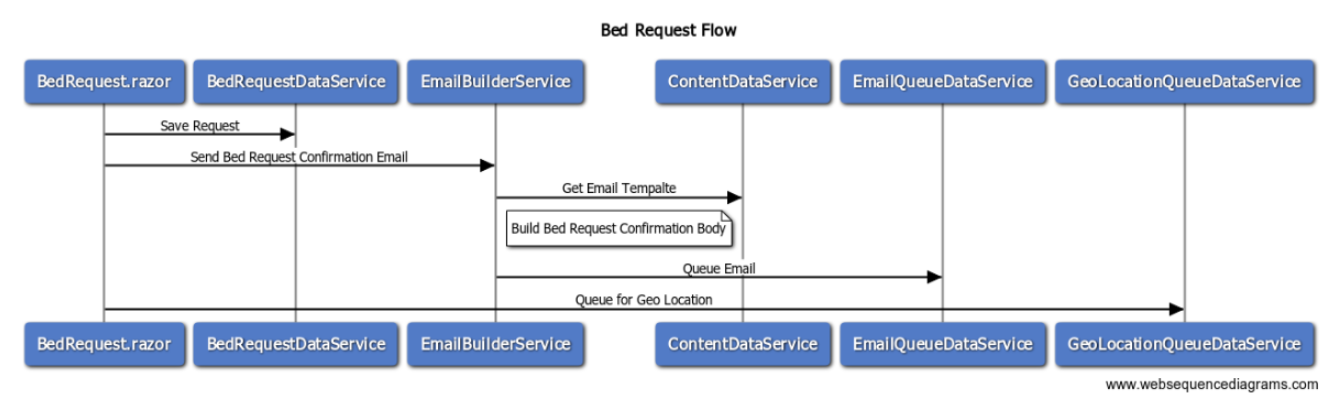 Bed Request Flow
BedRequest.razor BedRequestDataService EmailBuilderService ContentDataService EmailQueueDataService GeoLocationQueueDataService
Save Request
Send Bed Request Confirmation Email
Get Email Tempalte
Build Bed Request Confirmation Body
Queue Email
Queue for Geo Location
BedRequest.razor BedRequestDataService EmailBuilderService ContentDataService EmailQueueDataService GeoLocationQueueDataService
www.websequencediagrams.com